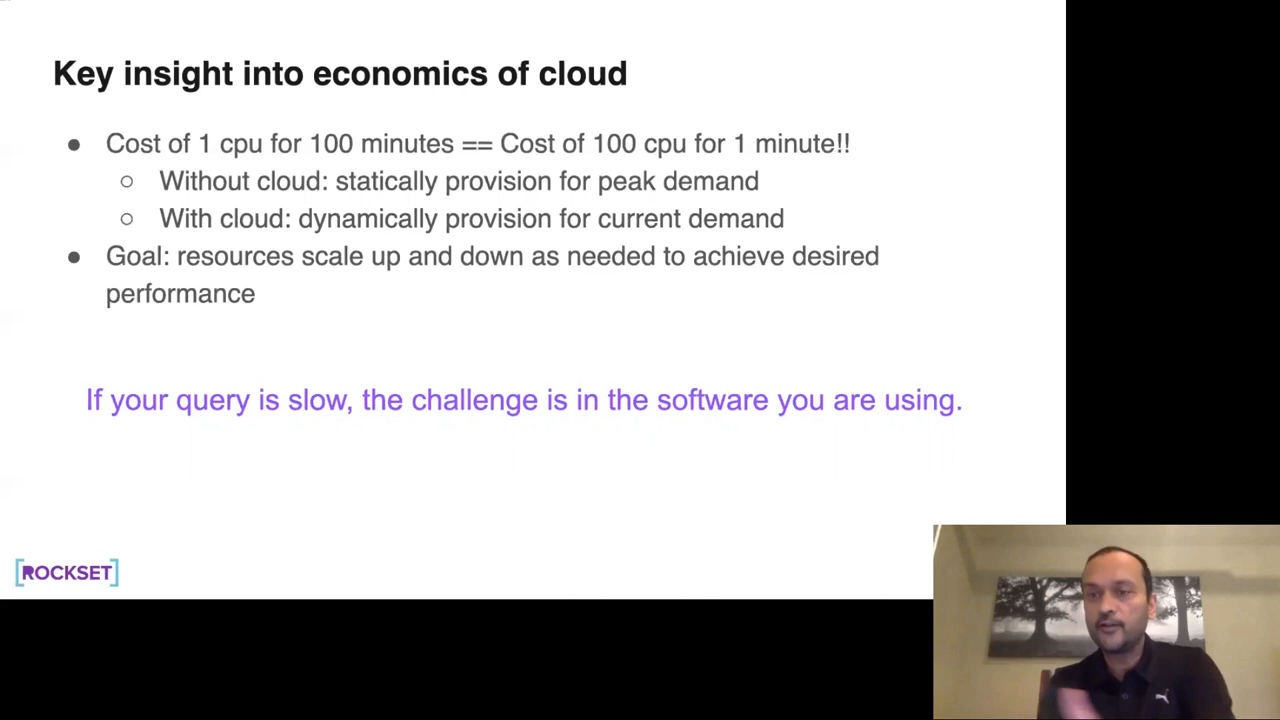 Key insight into economics of cloud
● Cost of 1 cpu for 100 minutes == Cost of 100 cpu for 1 minute!!
○ Without cloud: statically provision for peak demand
○ With cloud: dynamically provision for current demand
● Goal: resources scale up and down as needed to achieve desired
performance
If your query is slow, the challenge is in the software you are using.
[ROCKSET]